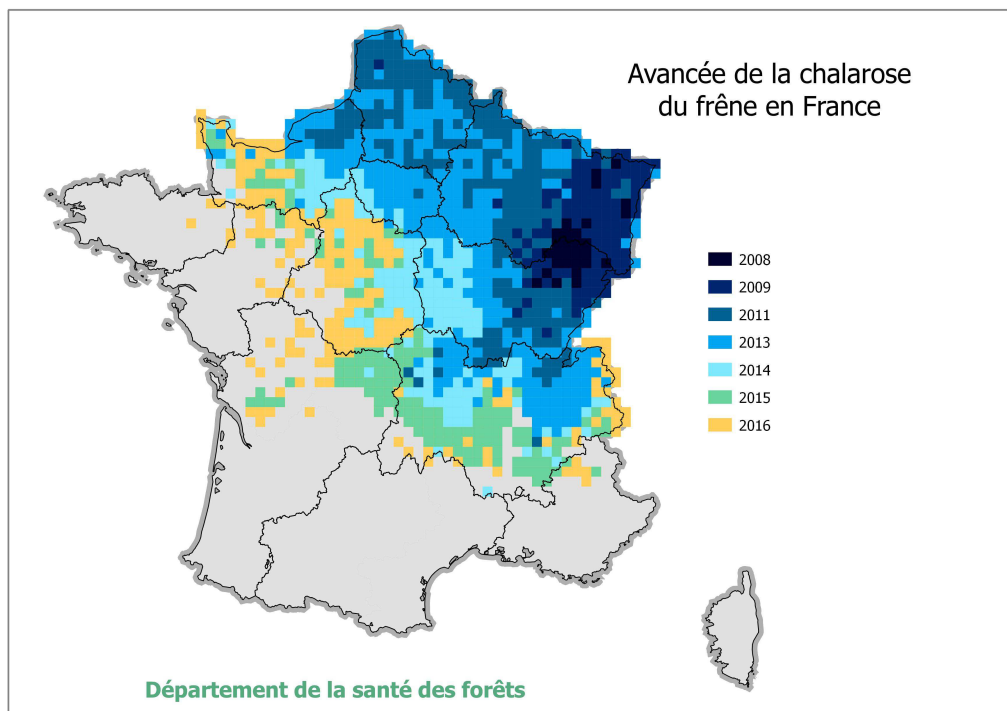 Avancée de la chalarose
du frêne en France
2008
2009
2011
2013
2014
2015
2016
Département de la santé des forêts